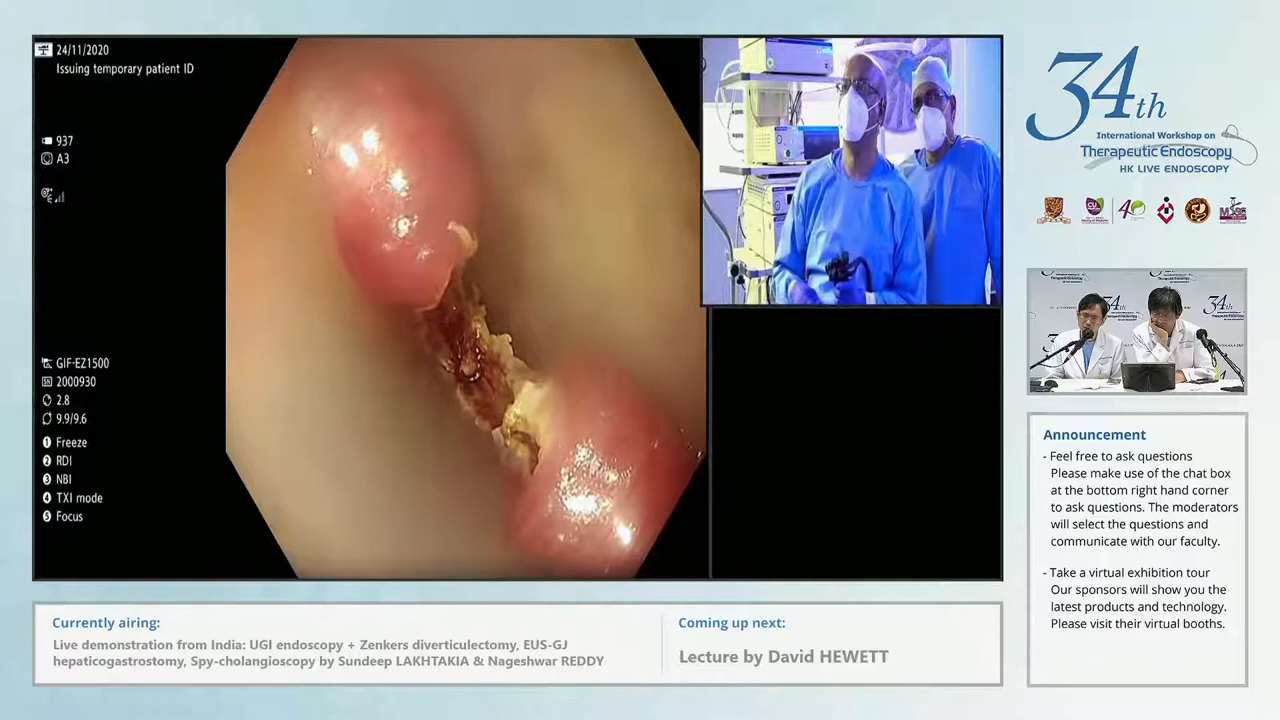 24/11/2020
Issuing temporary patient ID
937
A3
GIF-EZ1500
SN 2000930
2.8
9.9/9.6
1 Freeze
2 RDI
3 NBI
4 TXI mode
5 Focus
34th
International Workshop on
Therapeutic Endoscopy
HK LIVE ENDOSCOPY
34th
34th
Announcement
- Feel free to ask questions
Please make use of the chat box
at the bottom right hand corner
to ask questions. The moderators
will select the questions and
communicate with our faculty.
- Take a virtual exhibition tour
Our sponsors will show you the
latest products and technology.
Please visit their virtual booths.
Currently airing:
Live demonstration from India: UGI endoscopy + Zenkers diverticulectomy, EUS-GJ
hepaticogastrostomy, Spy-cholangioscopy by Sundeep LAKHTAKIA & Nageshwar REDDY
Coming up next:
Lecture by David HEWETT